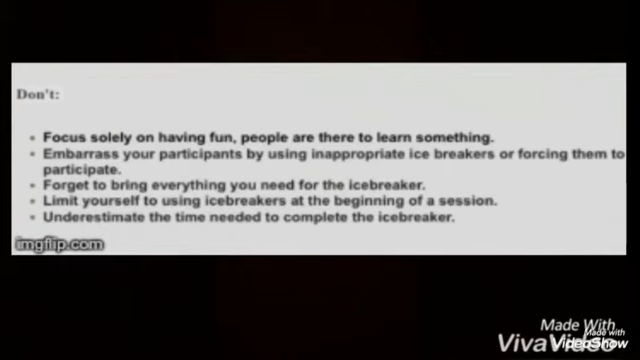 Don't:
Focus solely on having fun, people are there to learn something.
Embarrass your participants by using inappropriate ice breakers or forcing them to
participate.
Forget to bring everything you need for the icebreaker.
Limit yourself to using icebreakers at the beginning of a session.
Underestimate the time needed to complete the icebreaker.
imgflip.com
Made With
VivaVideo
Made with
VideoShow